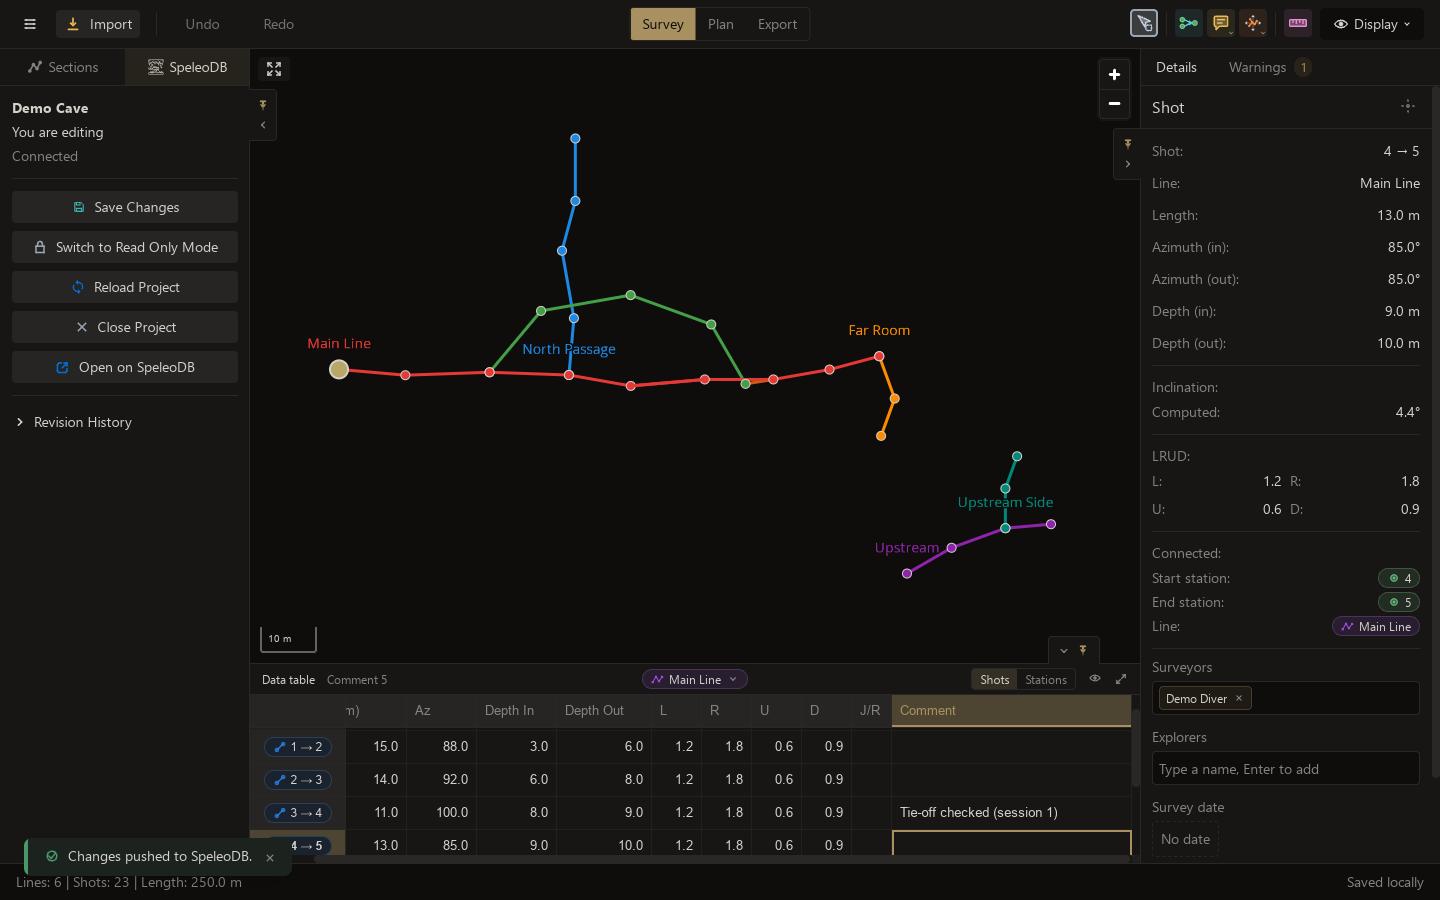 Import
Undo
Redo
Survey
Plan
Export
Display
Sections
SpeleoDB
Details
Warnings
1
Demo Cave
You are editing
Connected
Save Changes
Switch to Read Only Mode
Reload Project
Close Project
Open on SpeleoDB
Revision History
Main Line
North Passage
Far Room
Upstream Side
Upstream
10 m
Shot
Shot: 4 → 5
Line: Main Line
Length: 13.0 m
Azimuth (in): 85.0°
Azimuth (out): 85.0°
Depth (in): 9.0 m
Depth (out): 10.0 m
Inclination:
Computed: 4.4°
LRUD:
L: 1.2 R: 1.8
U: 0.6 D: 0.9
Connected:
Start station: 4
End station: 5
Line: Main Line
Surveyors
Demo Diver ×
Explorers
Type a name, Enter to add
Survey date
No date
Data table Comment 5
Main Line
Shots Stations
m) Az Depth In Depth Out L R U D J/R Comment
1 → 2 15.0 88.0 3.0 6.0 1.2 1.8 0.6 0.9
2 → 3 14.0 92.0 6.0 8.0 1.2 1.8 0.6 0.9
3 → 4 11.0 100.0 8.0 9.0 1.2 1.8 0.6 0.9 Tie-off checked (session 1)
4 → 5 13.0 85.0 9.0 10.0 1.2 1.8 0.6 0.9
Changes pushed to SpeleoDB. ×
Lines: 6 | Shots: 23 | Length: 250.0 m
Saved locally